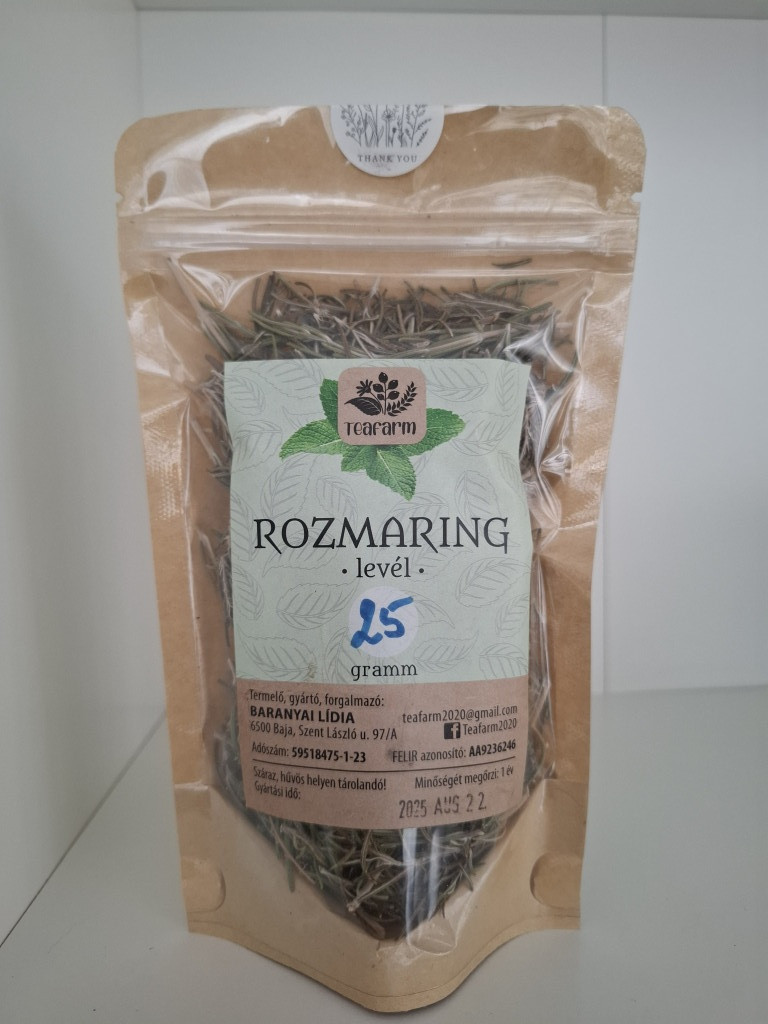 THANK YOU
TEAFARM
ROZMARING
• levél •
25
gramm
Termelő, gyártó, forgalmazó:
BARANYAI LÍDIA
6500 Baja, Szent László u. 97/A
teafarm2020@gmail.com
Teafarm2020
Adószám: 59518475-1-23
FELIR azonosító: AA9236246
Száraz, hűvös helyen tárolandó!
Minőségét megőrzi: 1 év
Gyártási idő:
2025 AUG 22.